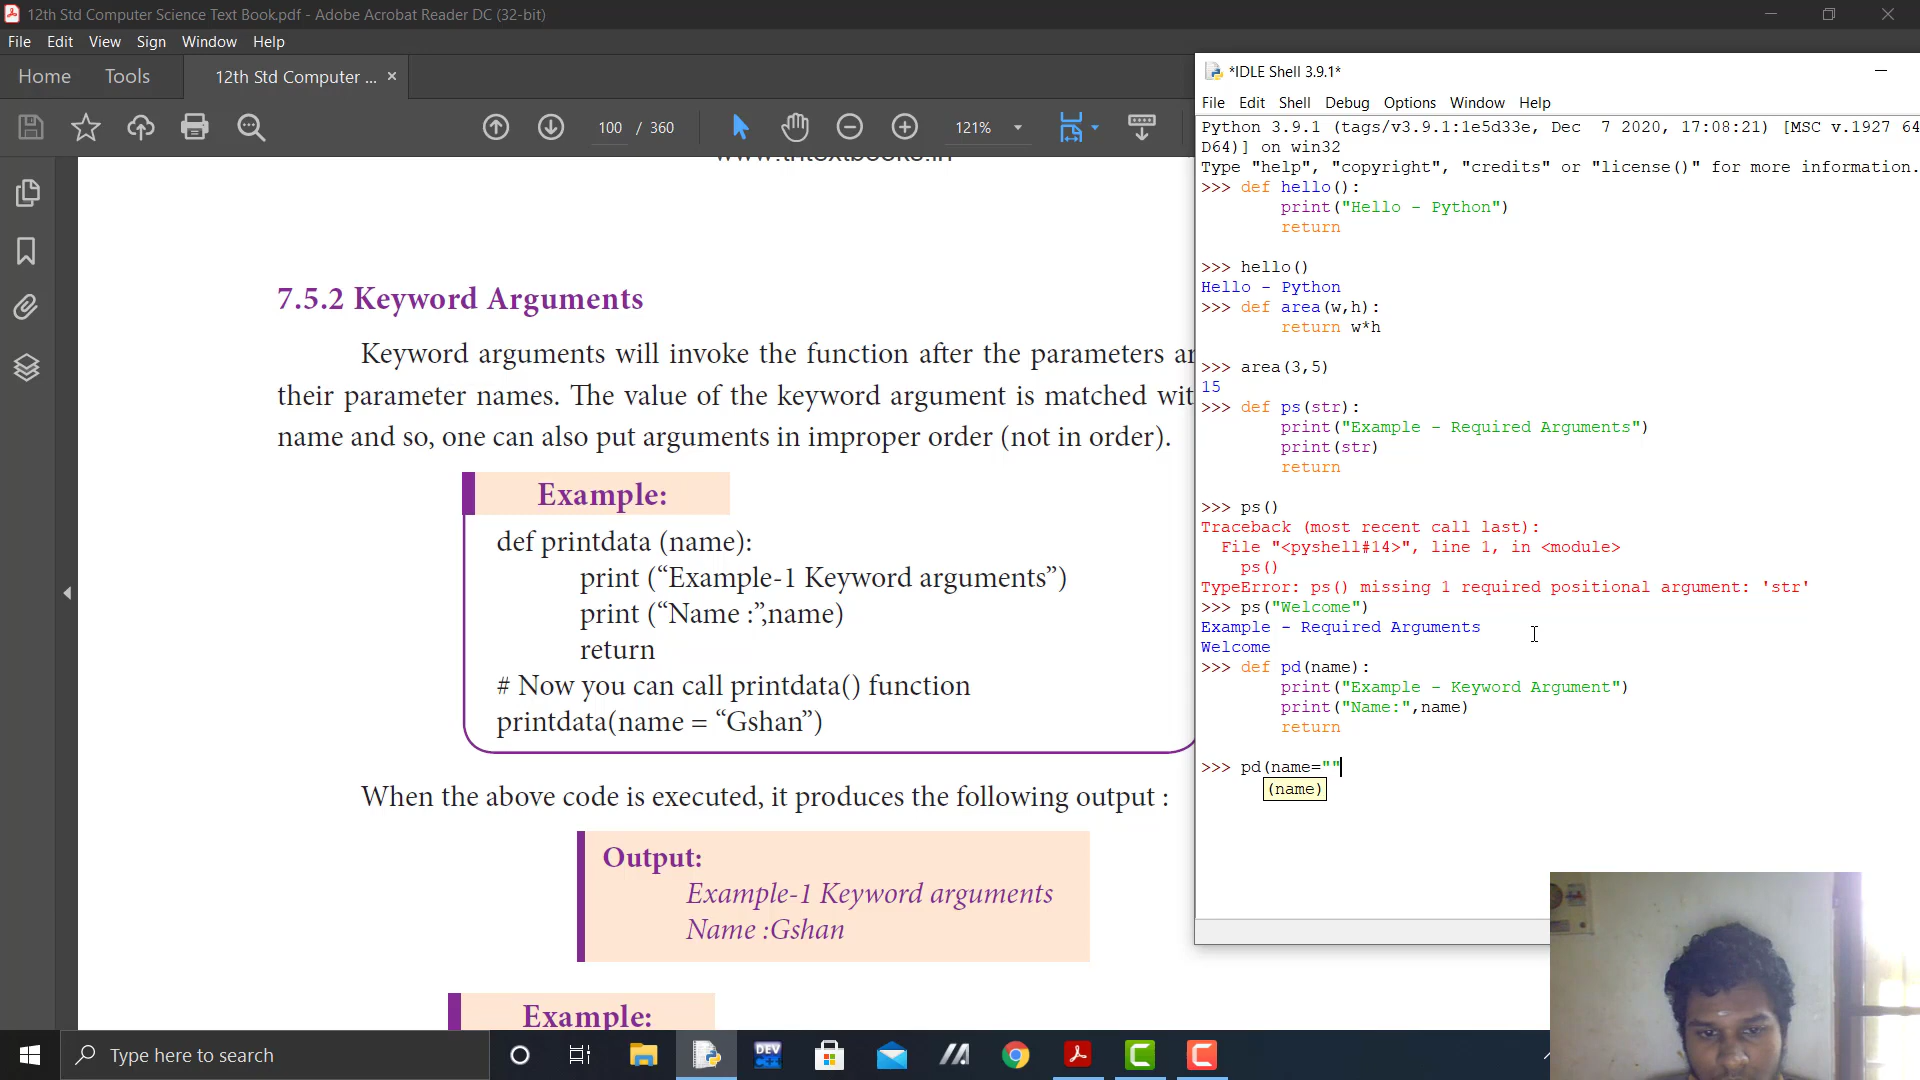 12th Std Computer Science Text Book.pdf - Adobe Acrobat Reader DC (32-bit)
File Edit View Sign Window Help
Home Tools 12th Std Computer ... ×
100 / 360 121%
7.5.2 Keyword Arguments
Keyword arguments will invoke the function after the parameters
their parameter names. The value of the keyword argument is matched
name and so, one can also put arguments in improper order (not in order).
Example:
def printdata (name):
print (“Example-1 Keyword arguments”)
print (“Name :”,name)
return
# Now you can call printdata() function
printdata(name = “Gshan”)
When the above code is executed, it produces the following output :
Output:
Example-1 Keyword arguments
Name :Gshan
Example:
*IDLE Shell 3.9.1*
File Edit Shell Debug Options Window Help
Python 3.9.1 (tags/v3.9.1:1e5d33e, Dec  7 2020, 17:08:21) [MSC v.1927 64
D64)] on win32
Type "help", "copyright", "credits" or "license()" for more information.
>>> def hello():
print("Hello - Python")
return
>>> hello()
Hello - Python
>>> def area(w,h):
return w*h
>>> area(3,5)
15
>>> def ps(str):
print("Example - Required Arguments")
print(str)
return
>>> ps()
Traceback (most recent call last):
File "<pyshell#14>", line 1, in <module>
ps()
TypeError: ps() missing 1 required positional argument: 'str'
>>> ps("Welcome")
Example - Required Arguments
Welcome
>>> def pd(name):
print("Example - Keyword Argument")
print("Name:",name)
return
>>> pd(name=""
(name)
Type here to search
DEV
C++